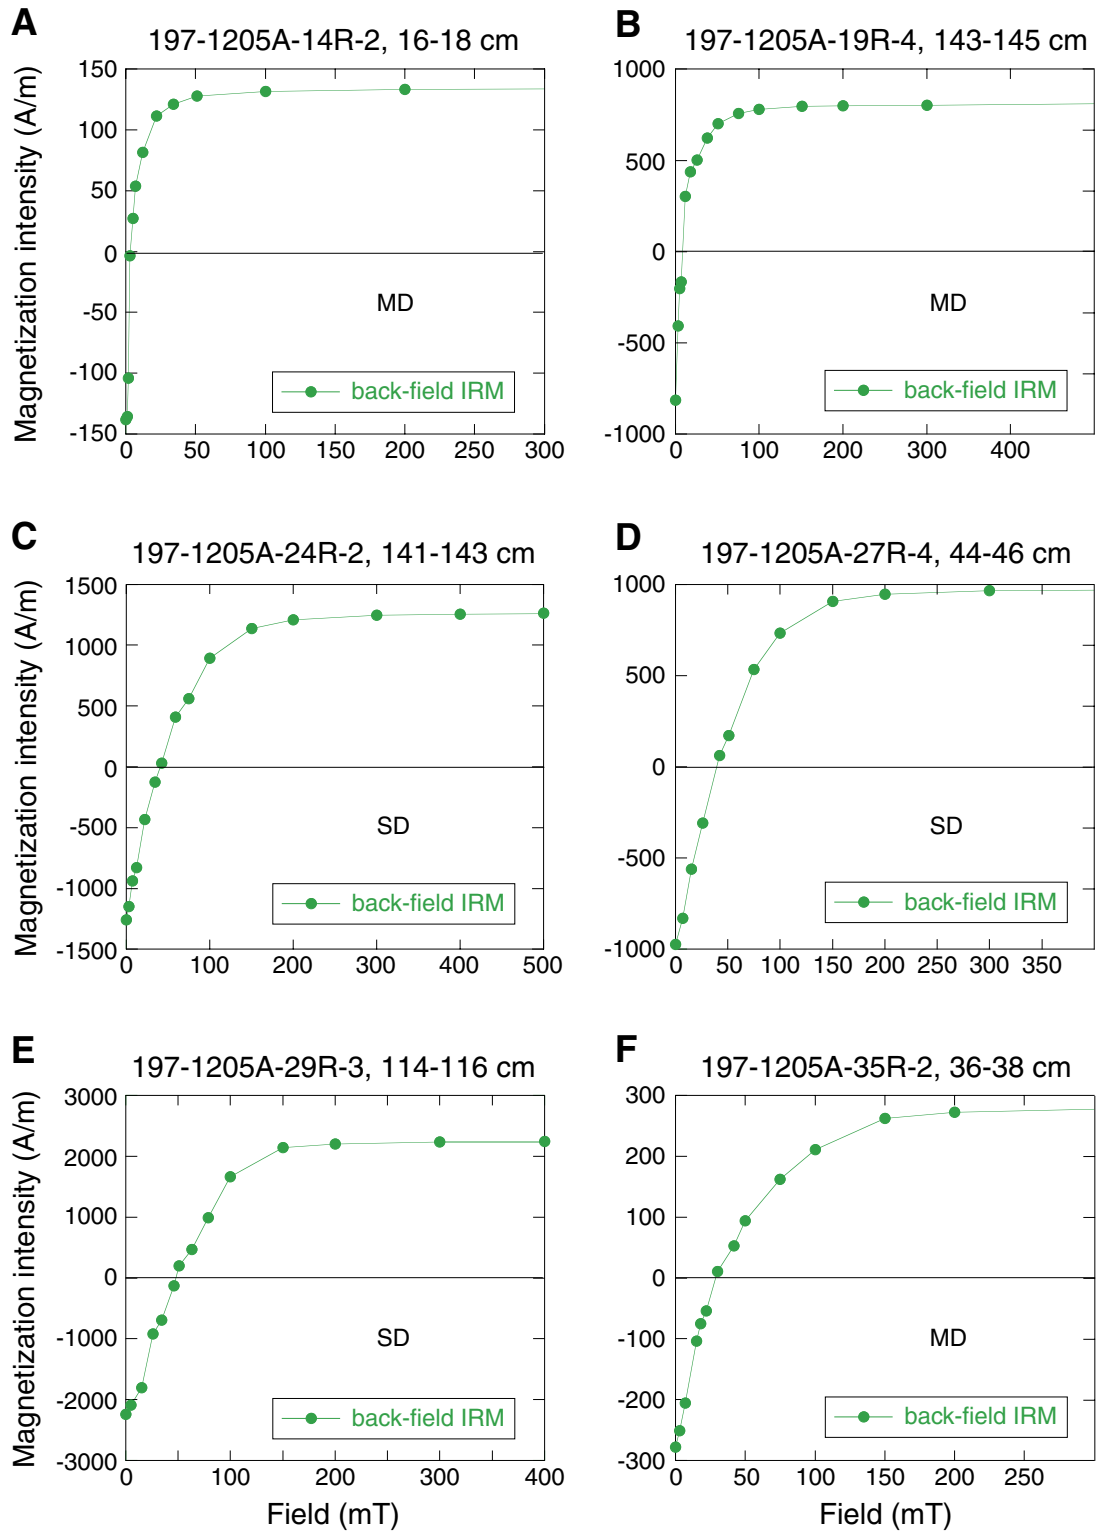 A
197-1205A-14R-2, 16-18 cm
Magnetization intensity (A/m)
150
100
50
0
-50
-100
-150
MD
back-field IRM
0 50 100 150 200 250 300
B
197-1205A-19R-4, 143-145 cm
1000
500
0
-500
-1000
MD
back-field IRM
0 100 200 300 400
C
197-1205A-24R-2, 141-143 cm
Magnetization intensity (A/m)
1500
1000
500
0
-500
-1000
-1500
SD
back-field IRM
0 100 200 300 400 500
D
197-1205A-27R-4, 44-46 cm
1000
500
0
-500
-1000
SD
back-field IRM
0 50 100 150 200 250 300 350
E
197-1205A-29R-3, 114-116 cm
Magnetization intensity (A/m)
3000
2000
1000
0
-1000
-2000
-3000
SD
back-field IRM
0 100 200 300 400
Field (mT)
F
197-1205A-35R-2, 36-38 cm
300
200
100
0
-100
-200
-300
MD
back-field IRM
0 50 100 150 200 250
Field (mT)